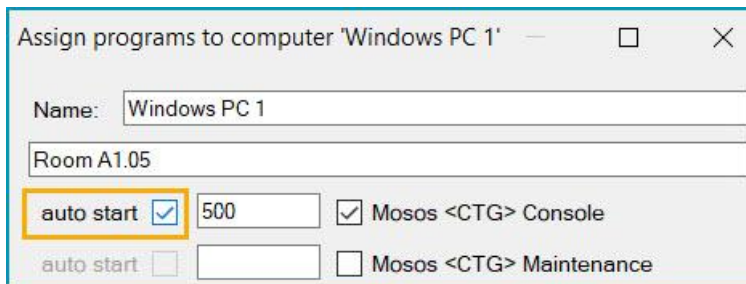 Assign programs to computer 'Windows PC 1'
Name: Windows PC 1
Room A1.05
auto start 500 Mosos <CTG> Console
auto start Mosos <CTG> Maintenance